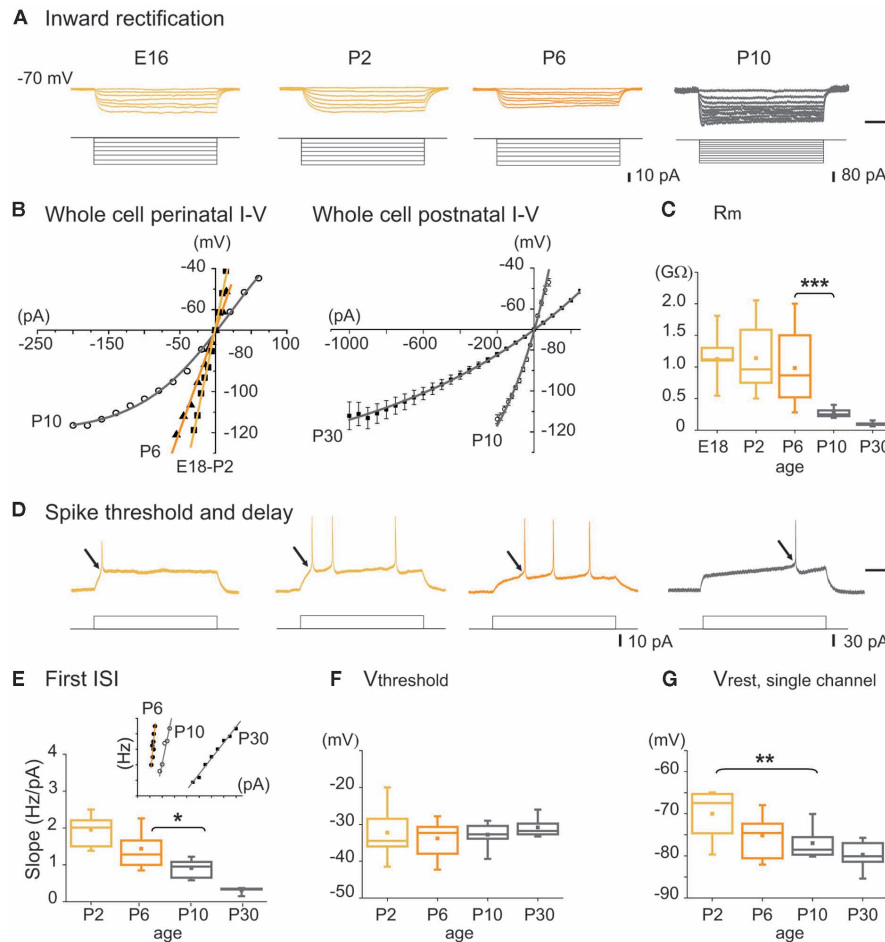 A Inward rectification
E16 P2 P6 P10
-70 mV
10 pA 80 pA
B Whole cell perinatal I-V
(mV)
-40
-60
(pA)
-250 -150 -50 100
-80
-100
-120
P10
P6
E18-P2
Whole cell postnatal I-V
(mV)
-40
-60
(pA)
-1000 -800 -600 -400 -200
-80
-100
-120
P30
P10
C Rm
(GΩ)
***
2.0
1.5
1.0
0.5
0
E18 P2 P6 P10 P30
age
D Spike threshold and delay
10 pA 30 pA
E First ISI
P6
P10
P30
(Hz)
(pA)
Slope (Hz/pA)
4
3
2
1
0
*
P2 P6 P10 P30
age
F Vthreshold
(mV)
-20
-30
-40
-50
P2 P6 P10 P30
age
G Vrest, single channel
(mV)
**
-60
-70
-80
-90
P2 P6 P10 P30
age